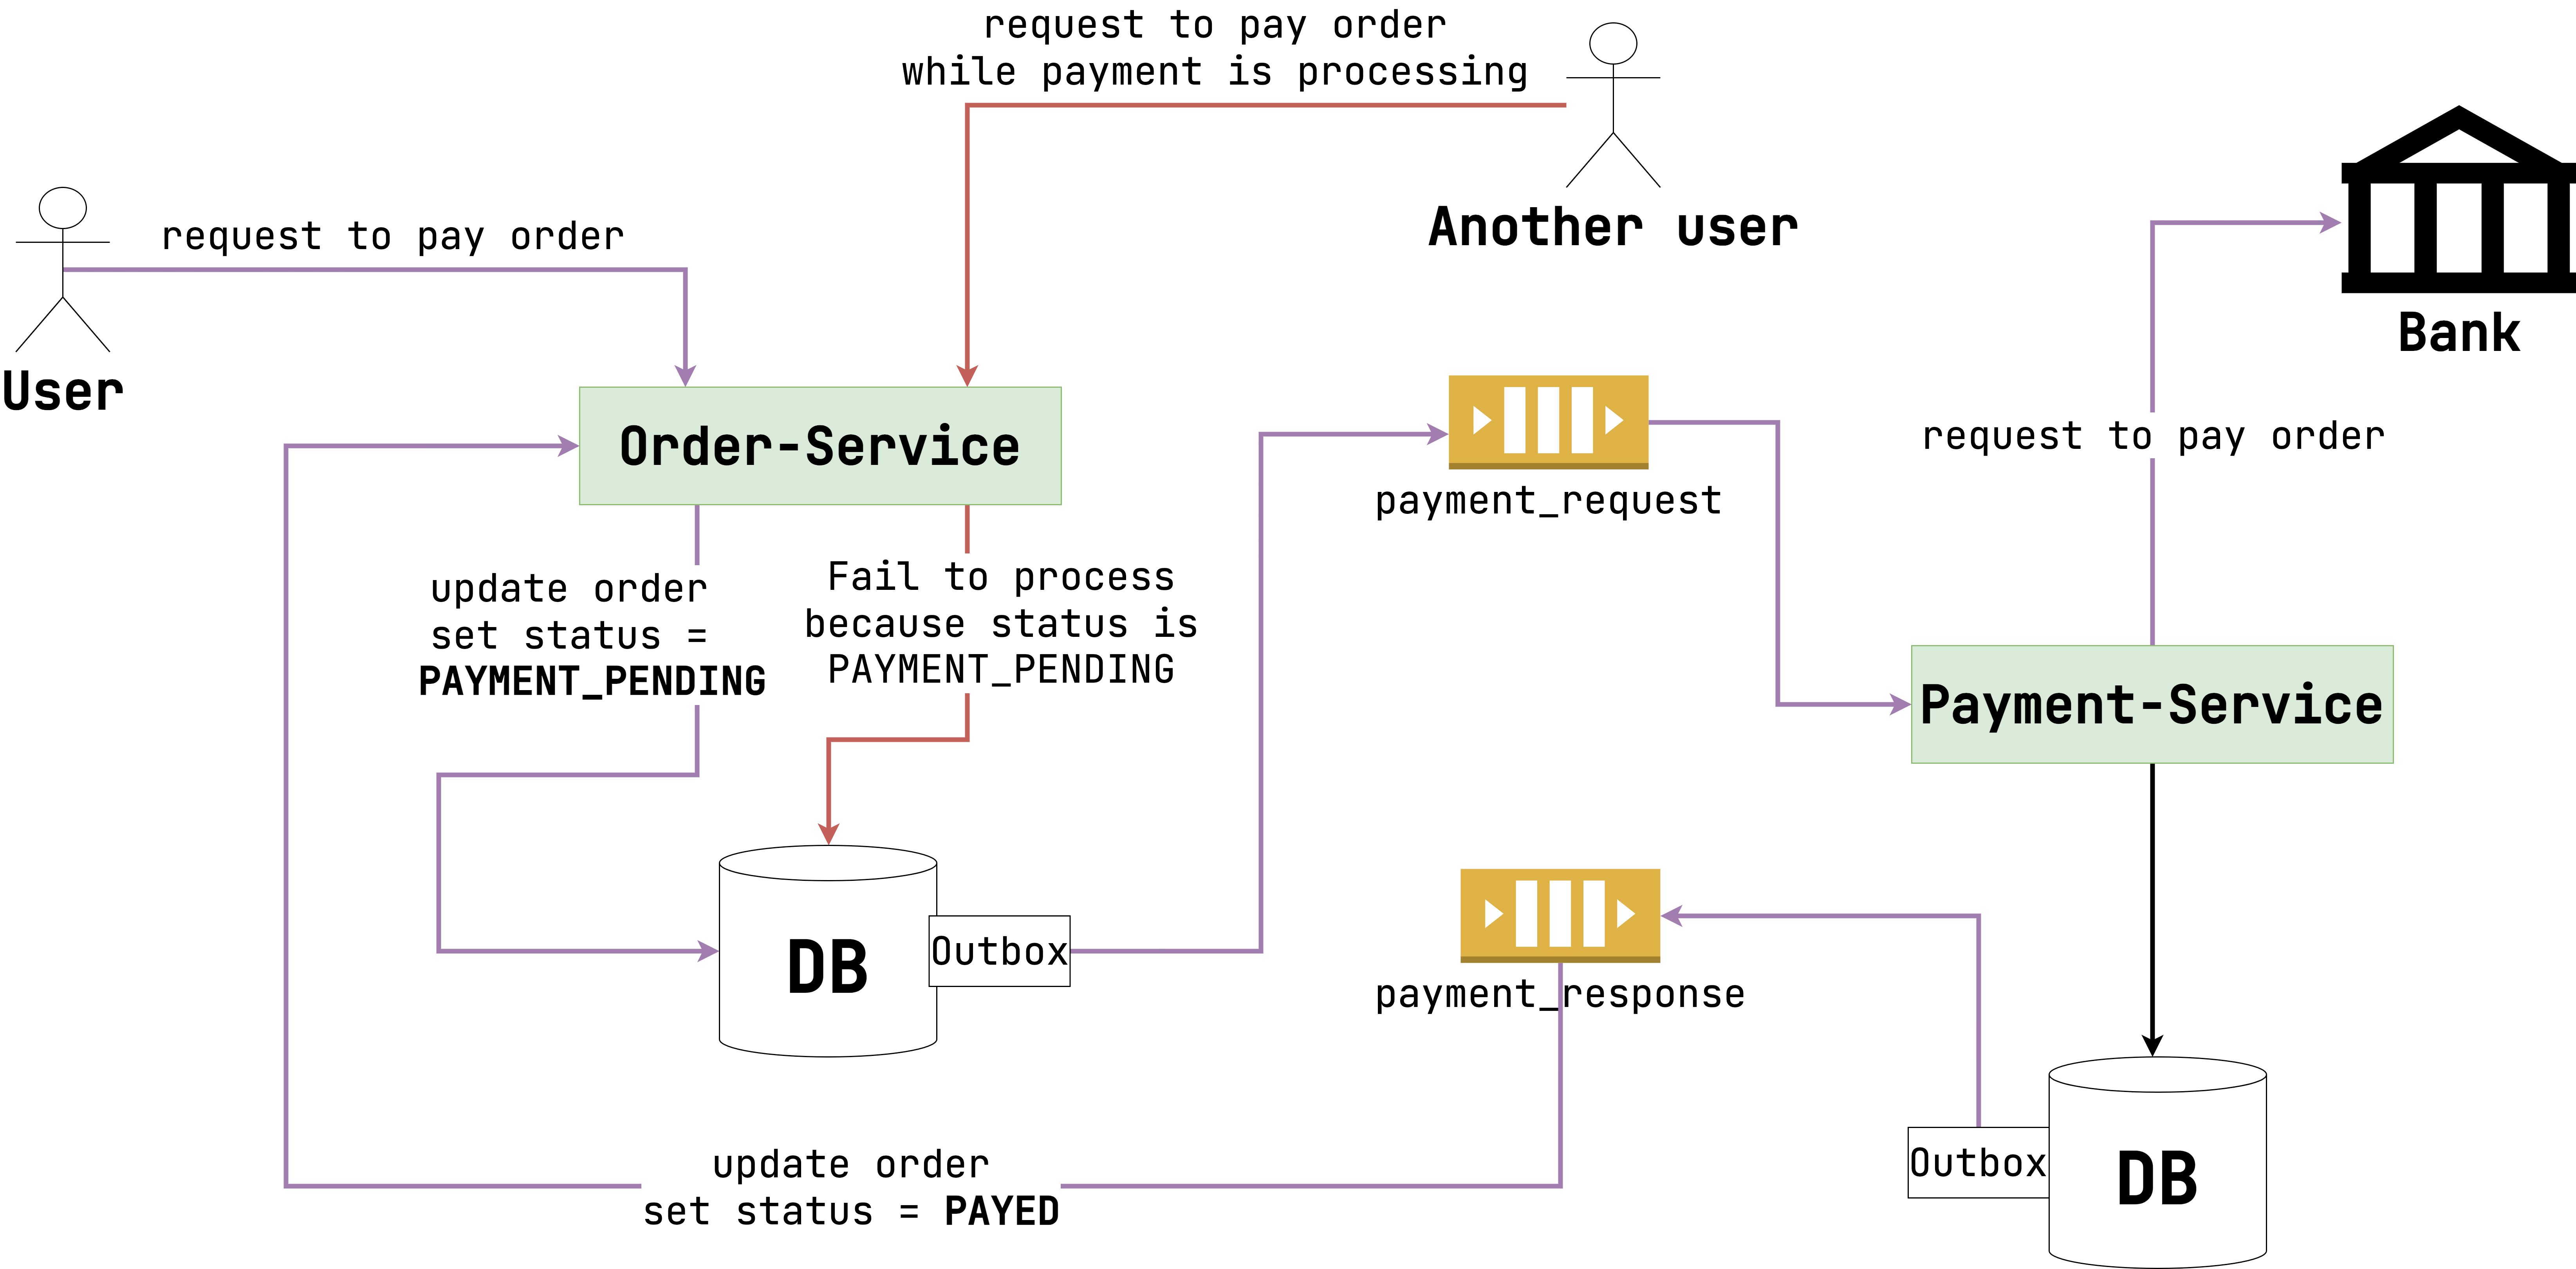 request to pay order
while payment is processing
Another user
request to pay order
User
Bank
Order-Service
payment_request
request to pay order
update order
set status =
PAYMENT_PENDING
Fail to process
because status is
PAYMENT_PENDING
Payment-Service
DB
Outbox
payment_response
update order
set status = PAYED
Outbox
DB